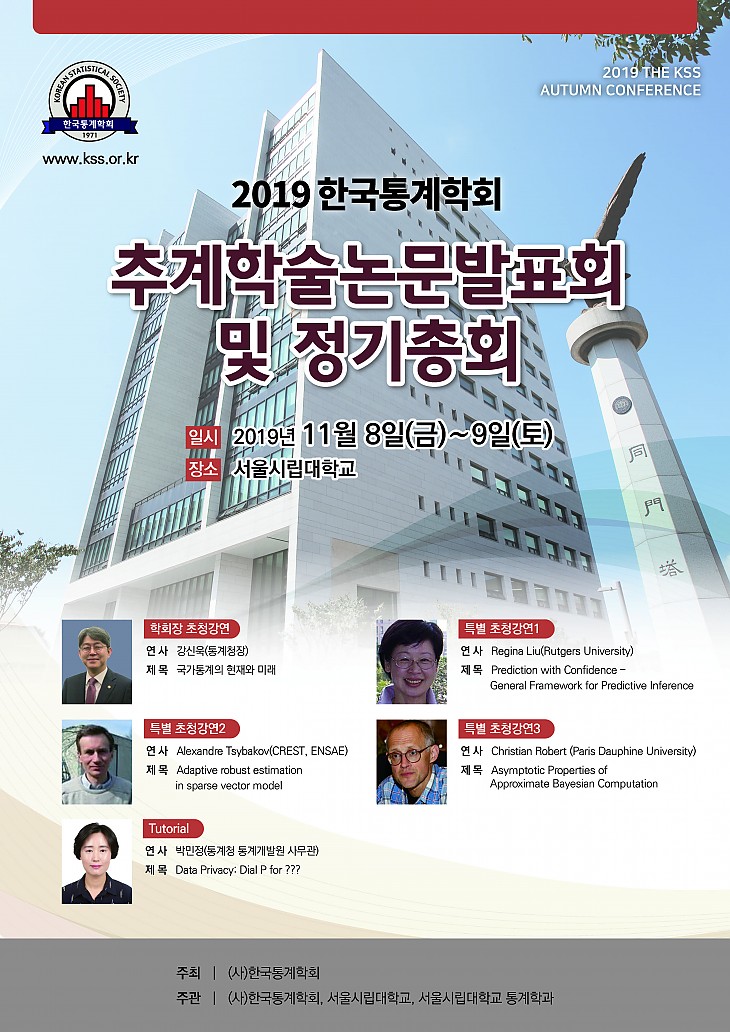 2019 THE KSS
AUTUMN CONFERENCE
KOREAN STATISTICAL SOCIETY
한국통계학회
1971
www.kss.or.kr
2019 한국통계학회
추계학술논문발표회
및 정기총회
일시 2019년 11월 8일(금)~9일(토)
장소 서울시립대학교
同門塔
학회장 초청강연
연 사 강신욱(통계청장)
제 목 국가통계의 현재와 미래
특별 초청강연1
연 사 Regina Liu(Rutgers University)
제 목 Prediction with Confidence –
General Framework for Predictive Inference
특별 초청강연2
연 사 Alexandre Tsybakov(CREST, ENSAE)
제 목 Adaptive robust estimation
in sparse vector model
특별 초청강연3
연 사 Christian Robert (Paris Dauphine University)
제 목 Asymptotic Properties of
Approximate Bayesian Computation
Tutorial
연 사 박민정(통계청 통계개발원 사무관)
제 목 Data Privacy: Dial P for ???
주최 | (사)한국통계학회
주관 | (사)한국통계학회, 서울시립대학교, 서울시립대학교 통계학과